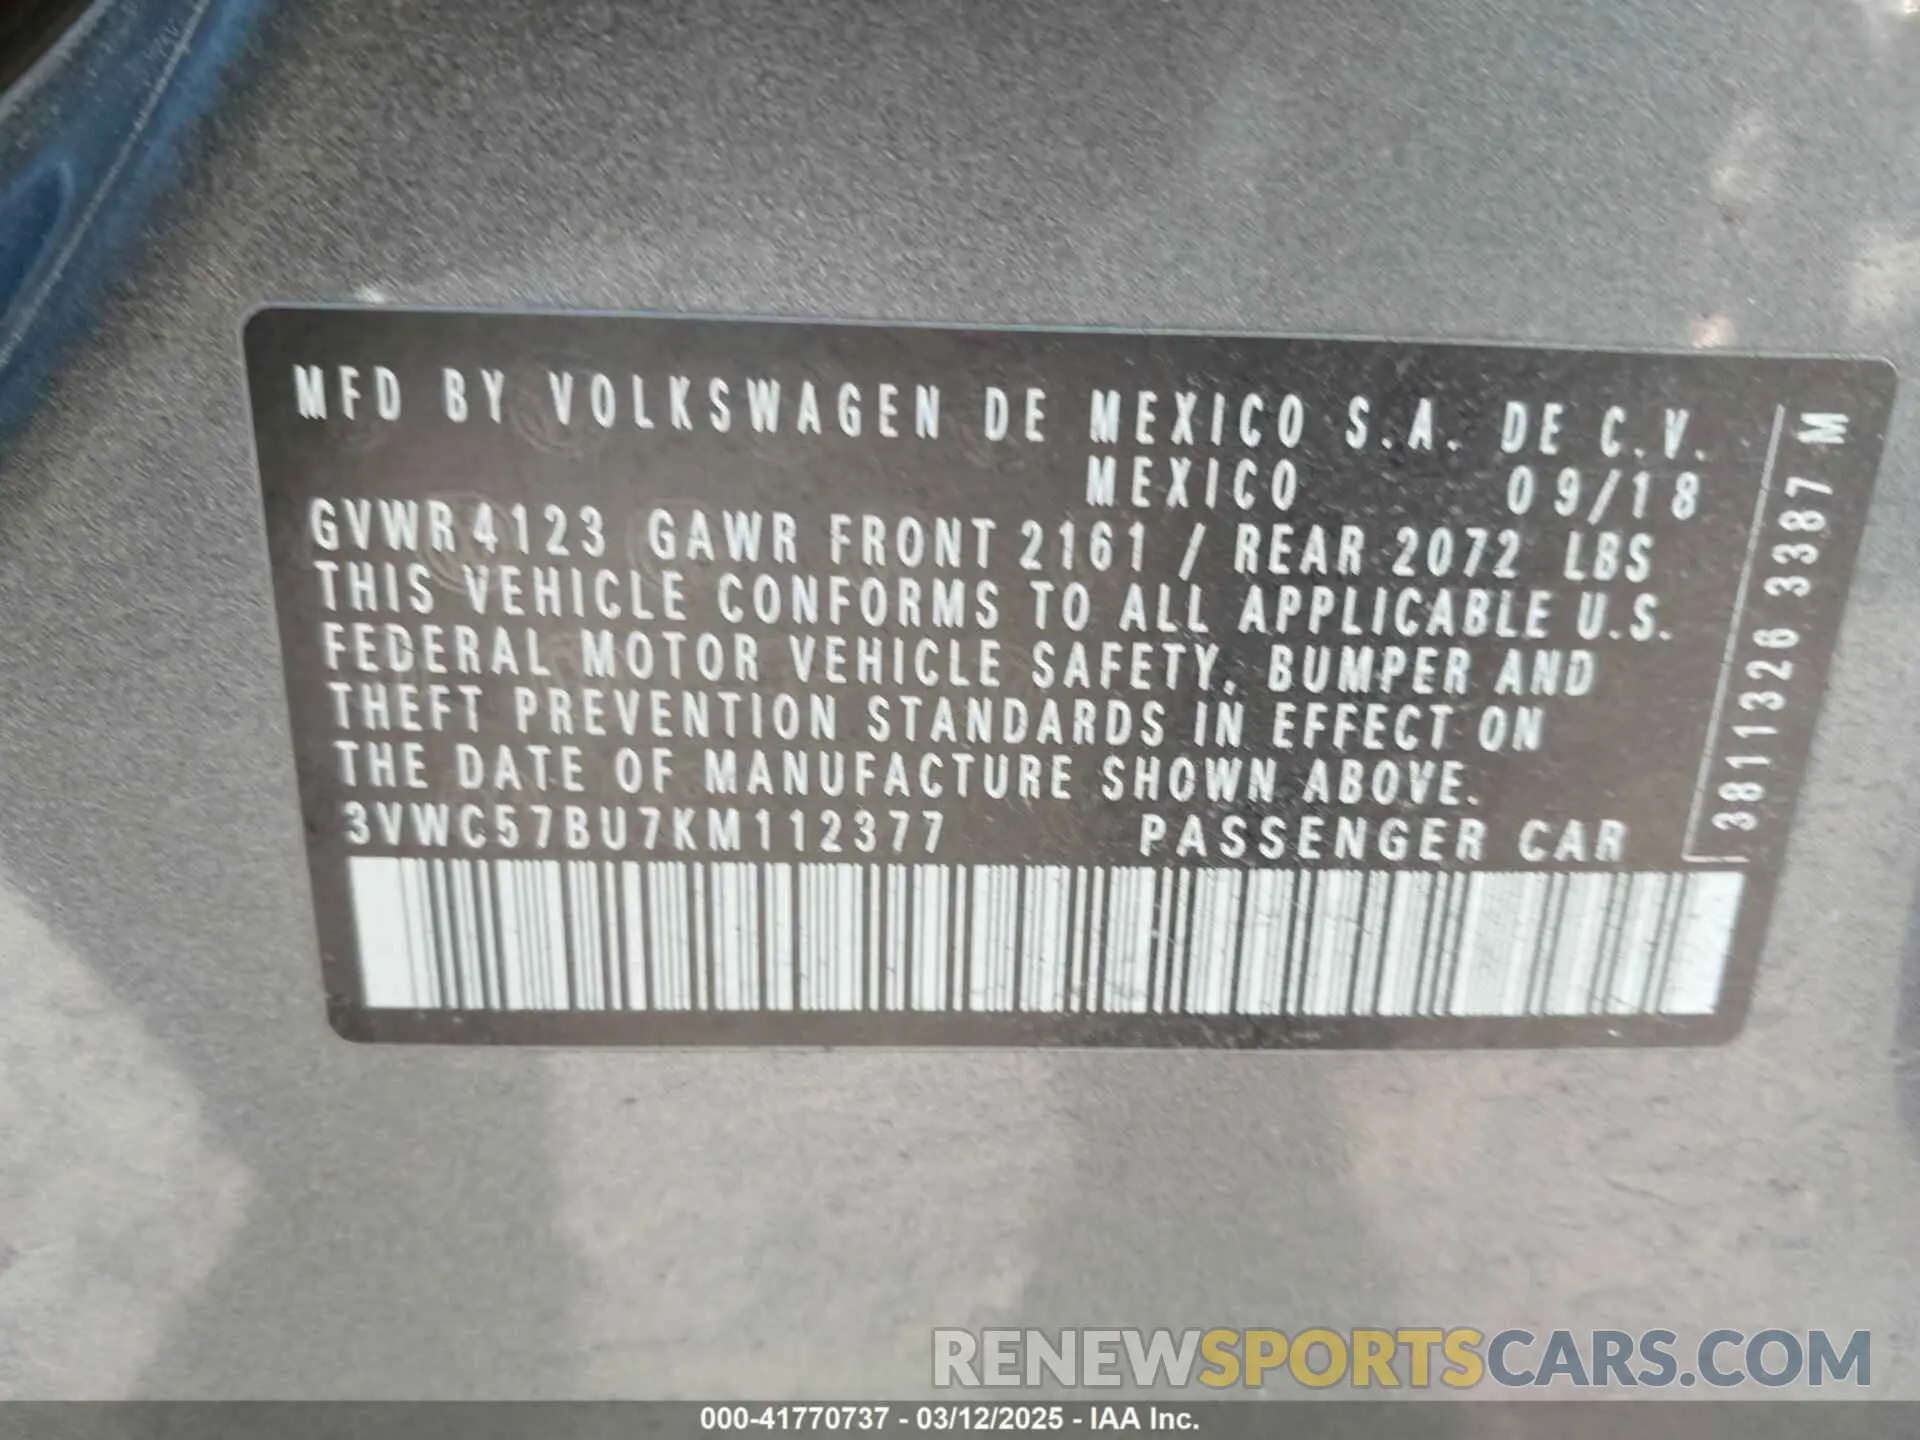 MFD BY VOLKSWAGEN DE MEXICO S.A. DE C.V.
MEXICO 09/18
GVWR 4123 GAWR FRONT 2161 / REAR 2072 LBS
THIS VEHICLE CONFORMS TO ALL APPLICABLE U.S.
FEDERAL MOTOR VEHICLE SAFETY, BUMPER AND
THEFT PREVENTION STANDARDS IN EFFECT ON
THE DATE OF MANUFACTURE SHOWN ABOVE.
3VWC57BU7KM112377 PASSENGER CAR
3811326 3387 M
RENEWSPORTSCARS.COM
000-41770737 - 03/12/2025 - IAA Inc.